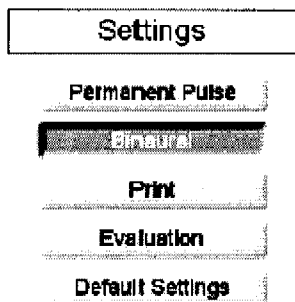 Settings
Permanent Pulse
Binaural
Print
Evaluation
Default Settings